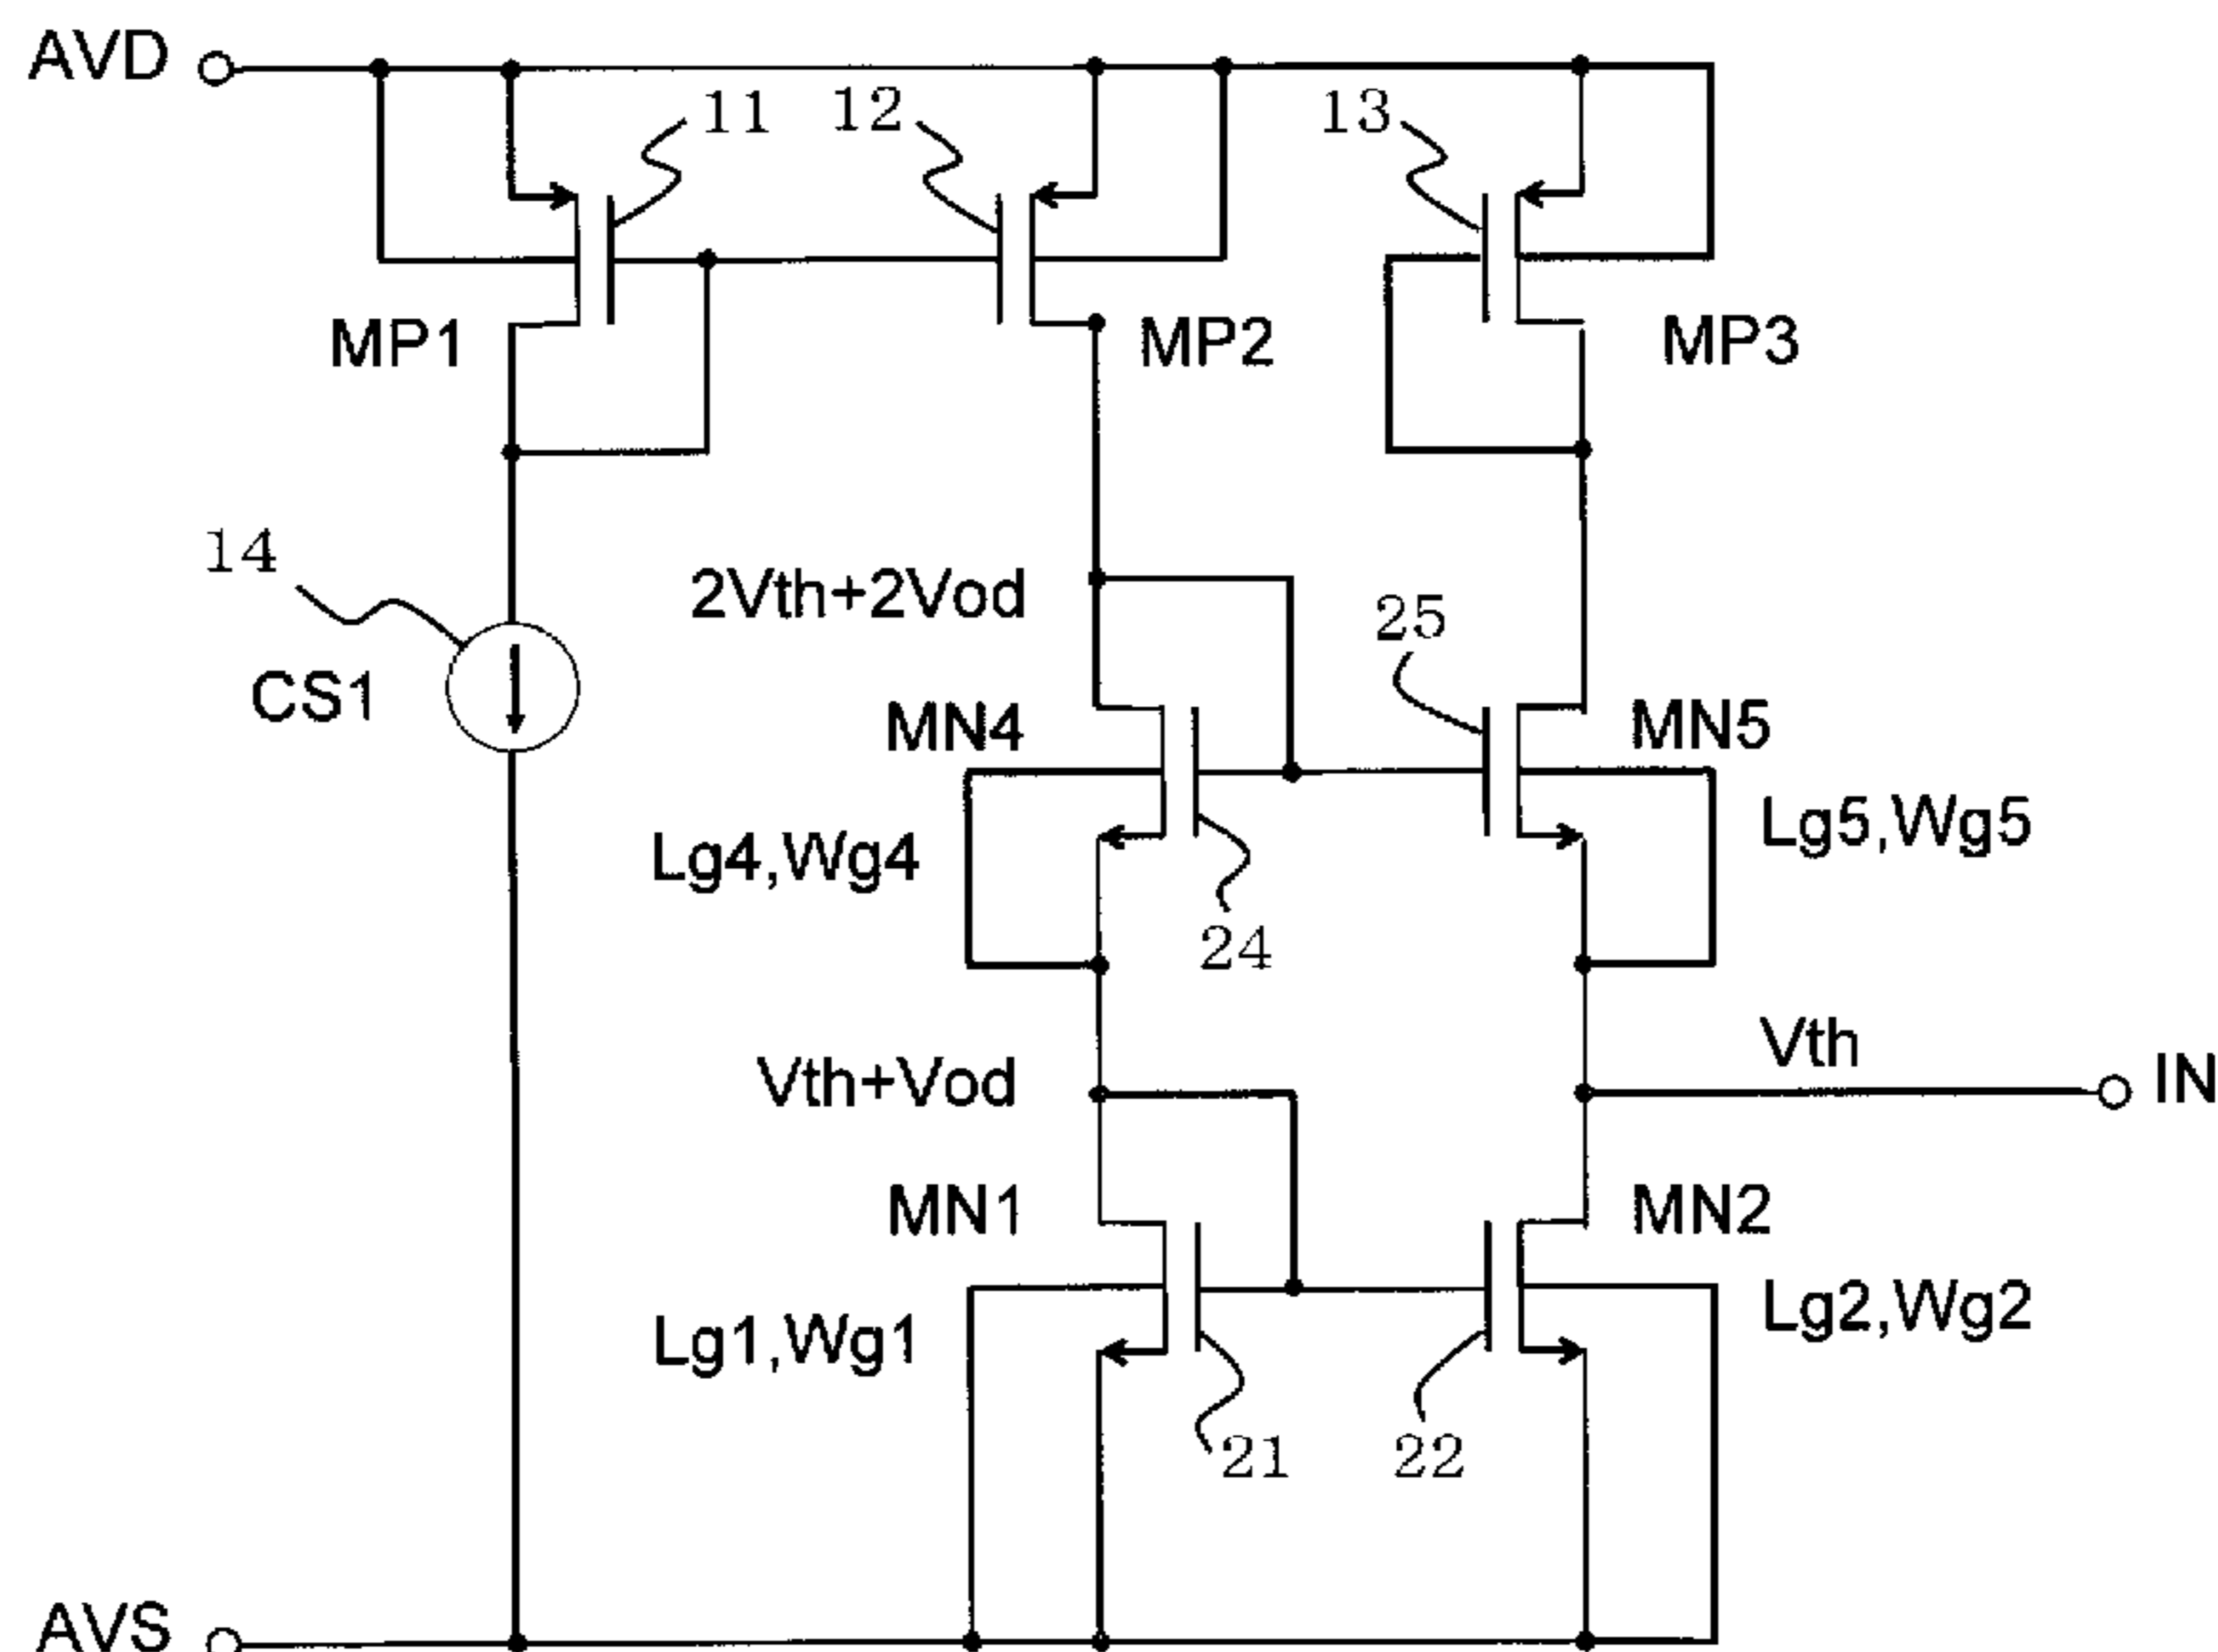 AVD
11
12
13
MP1
MP2
MP3
14
CS1
2Vth+2Vod
25
MN4
MN5
Lg4,Wg4
Lg5,Wg5
24
Vth
IN
Vth+Vod
MN1
MN2
Lg1,Wg1
Lg2,Wg2
21
22
AVS